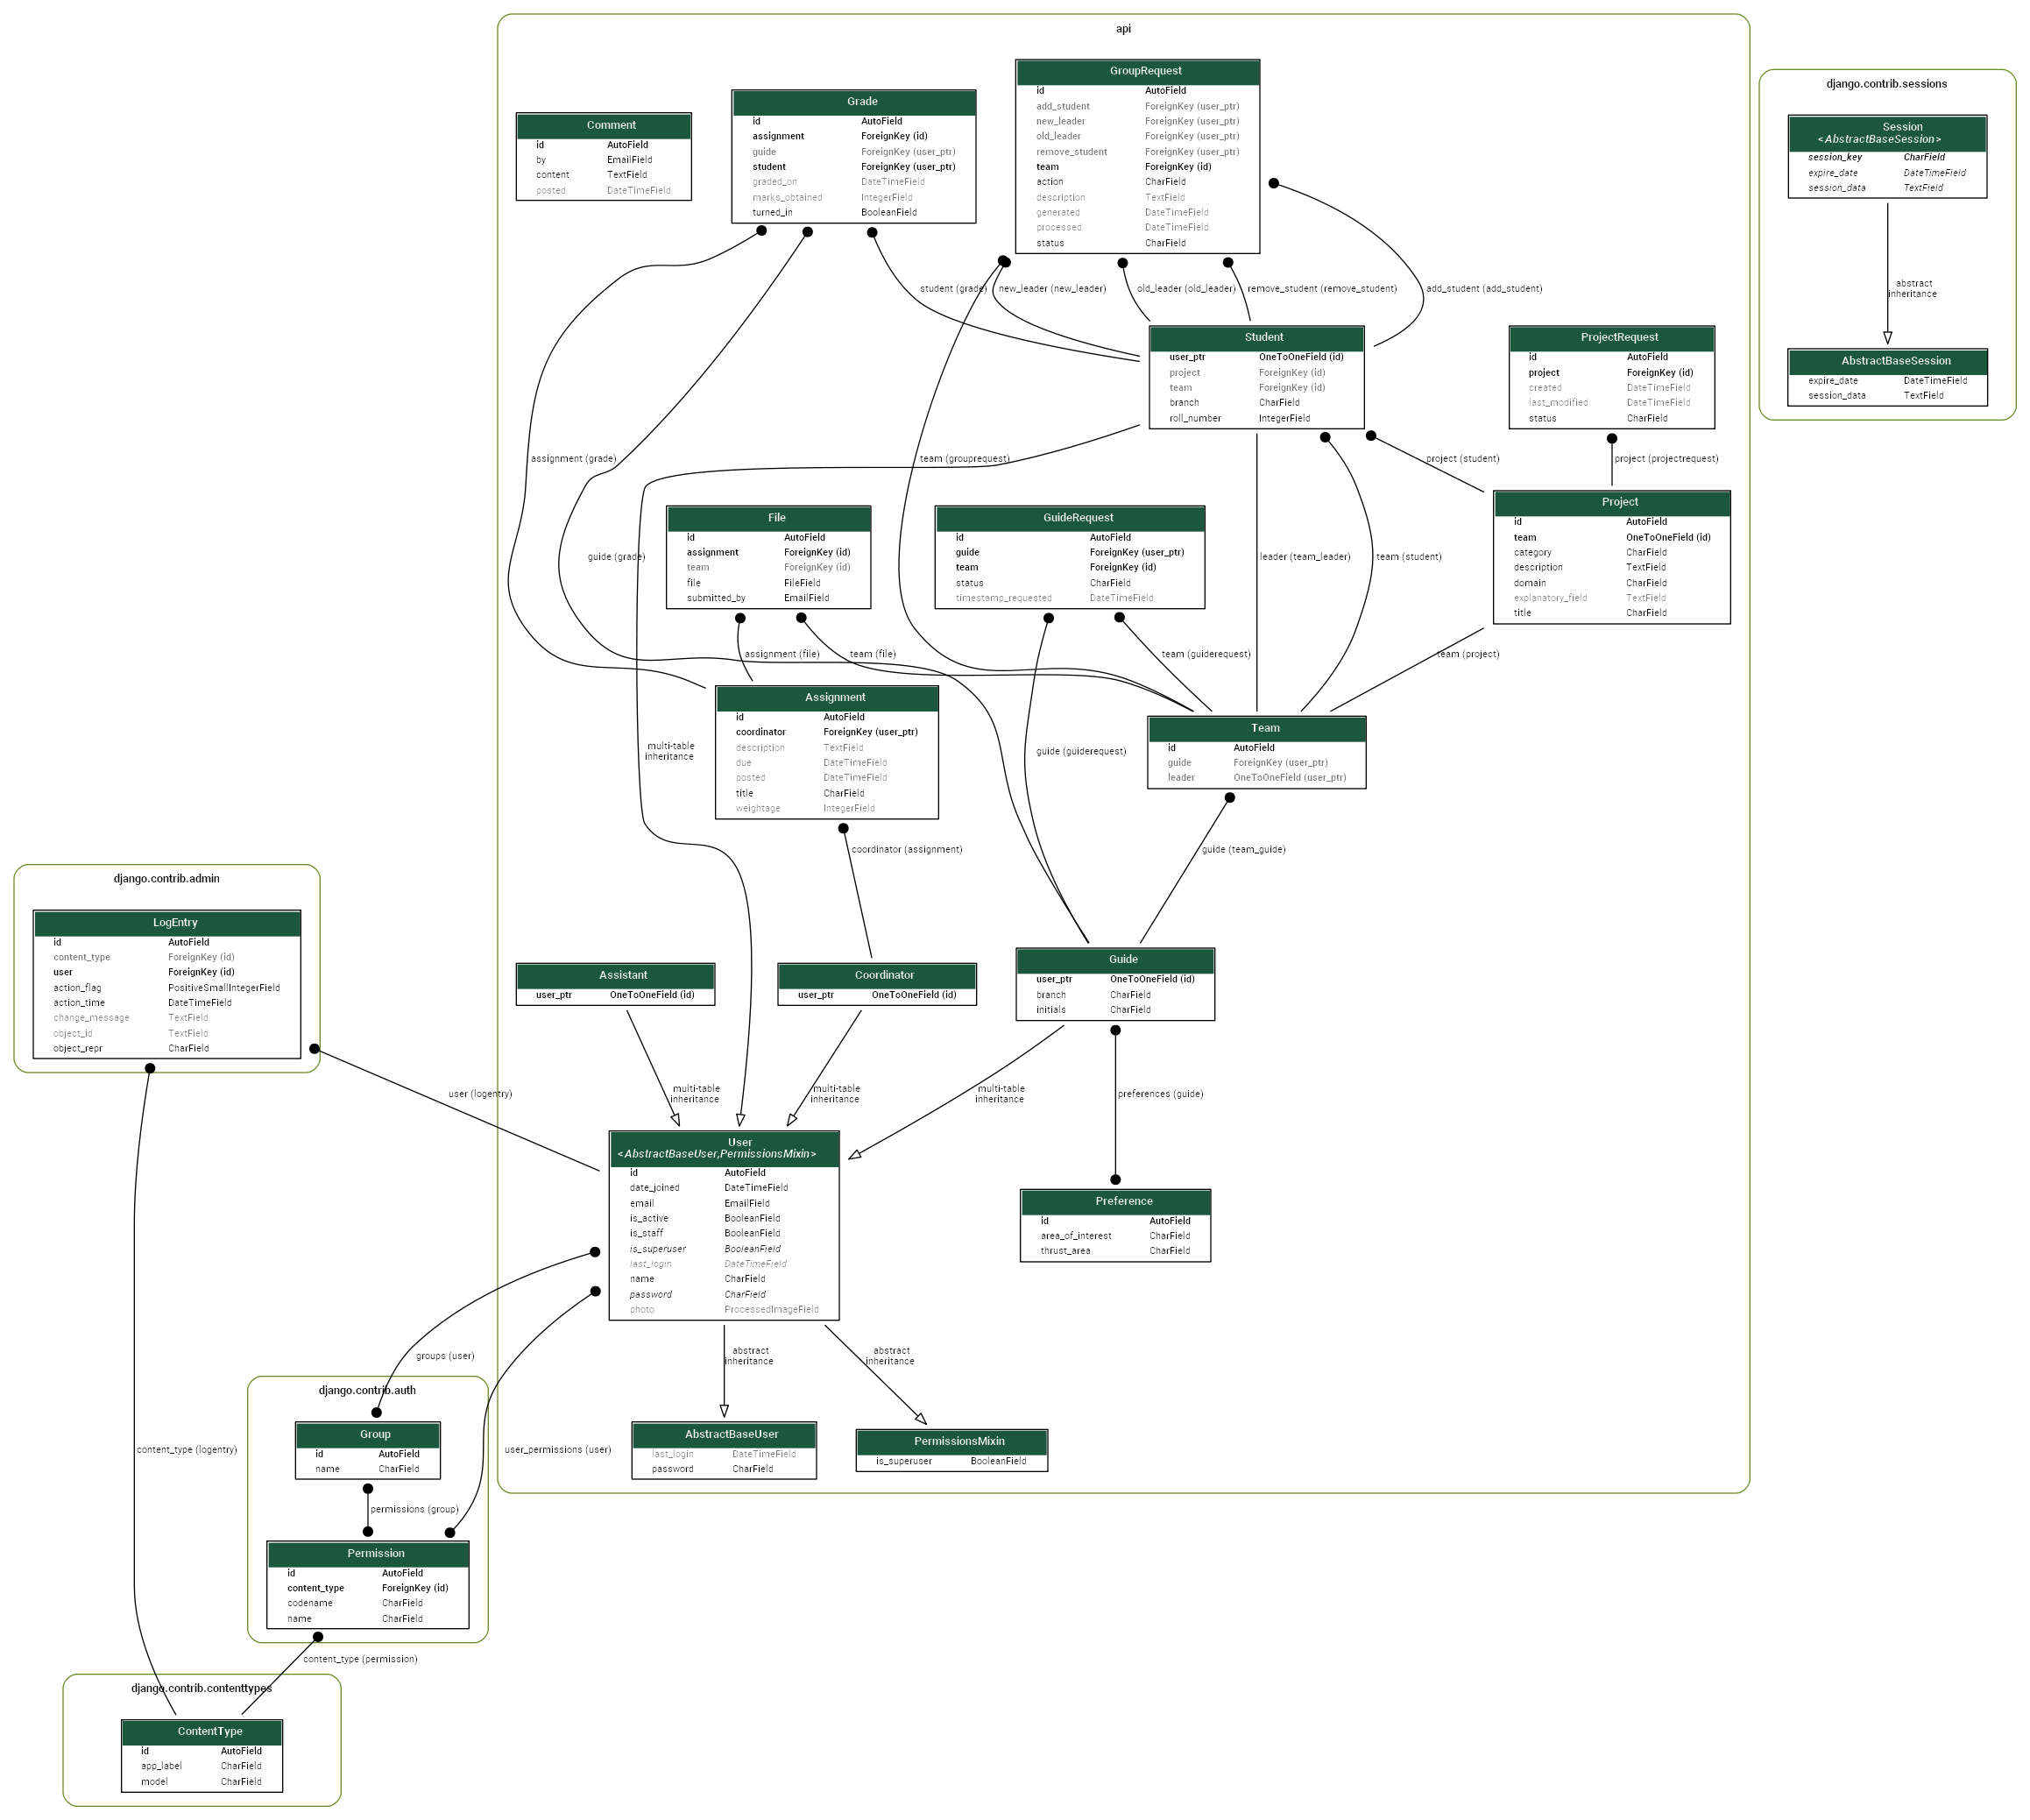 api
GroupRequest
id AutoField
add_student ForeignKey (user_ptr)
new_leader ForeignKey (user_ptr)
old_leader ForeignKey (user_ptr)
remove_student ForeignKey (user_ptr)
team ForeignKey (id)
action CharField
description TextField
generated DateTimeField
processed DateTimeField
status CharField
Grade
id AutoField
assignment ForeignKey (id)
guide ForeignKey (user_ptr)
student ForeignKey (user_ptr)
graded_on DateTimeField
marks_obtained IntegerField
turned_in BooleanField
Comment
id AutoField
by EmailField
content TextField
posted DateTimeField
django.contrib.sessions
Session
<AbstractBaseSession>
session_key CharField
expire_date DateTimeField
session_data TextField
abstract
inheritance
AbstractBaseSession
expire_date DateTimeField
session_data TextField
student (grade)
new_leader (new_leader)
old_leader (old_leader)
remove_student (remove_student)
add_student (add_student)
Student
user_ptr OneToOneField (id)
project ForeignKey (id)
team ForeignKey (id)
branch CharField
roll_number IntegerField
ProjectRequest
id AutoField
project ForeignKey (id)
created DateTimeField
last_modified DateTimeField
status CharField
assignment (grade)
team (grouprequest)
project (student)
project (projectrequest)
File
id AutoField
assignment ForeignKey (id)
team ForeignKey (id)
file FileField
submitted_by EmailField
GuideRequest
id AutoField
guide ForeignKey (user_ptr)
team ForeignKey (id)
status CharField
timestamp_requested DateTimeField
Project
id AutoField
team OneToOneField (id)
category CharField
description TextField
domain CharField
explanatory_field TextField
title CharField
guide (grade)
leader (team_leader)
team (student)
assignment (file)
team (file)
team (guiderequest)
team (project)
Assignment
id AutoField
coordinator ForeignKey (user_ptr)
description TextField
due DateTimeField
posted DateTimeField
title CharField
weightage IntegerField
Team
id AutoField
guide ForeignKey (user_ptr)
leader OneToOneField (user_ptr)
multi-table
inheritance
guide (guiderequest)
coordinator (assignment)
guide (team_guide)
django.contrib.admin
LogEntry
id AutoField
content_type ForeignKey (id)
user ForeignKey (id)
action_flag PositiveSmallIntegerField
action_time DateTimeField
change_message TextField
object_id TextField
object_repr CharField
Assistant
user_ptr OneToOneField (id)
Coordinator
user_ptr OneToOneField (id)
Guide
user_ptr OneToOneField (id)
branch CharField
initials CharField
user (logentry)
multi-table
inheritance
multi-table
inheritance
multi-table
inheritance
preferences (guide)
User
<AbstractBaseUser,PermissionsMixin>
id AutoField
date_joined DateTimeField
email EmailField
is_active BooleanField
is_staff BooleanField
is_superuser BooleanField
last_login DateTimeField
name CharField
password CharField
photo ProcessedImageField
Preference
id AutoField
area_of_interest CharField
thrust_area CharField
groups (user)
abstract
inheritance
abstract
inheritance
django.contrib.auth
Group
id AutoField
name CharField
content_type (logentry)
user_permissions (user)
AbstractBaseUser
last_login DateTimeField
password CharField
PermissionsMixin
is_superuser BooleanField
permissions (group)
Permission
id AutoField
content_type ForeignKey (id)
codename CharField
name CharField
content_type (permission)
django.contrib.contenttypes
ContentType
id AutoField
app_label CharField
model CharField